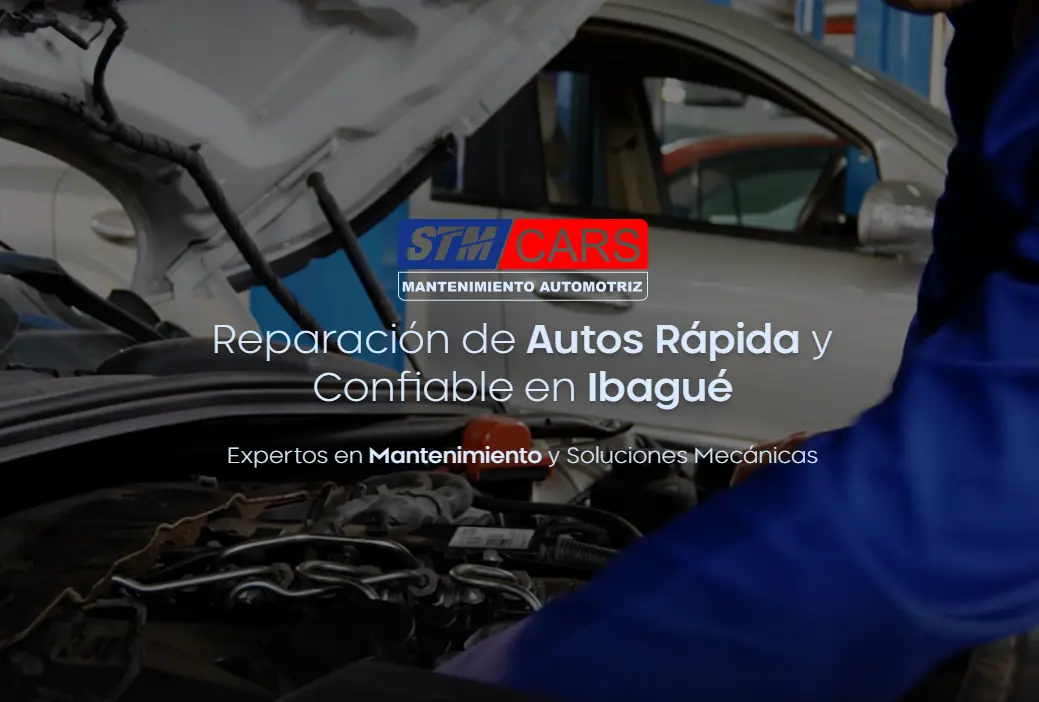 STM CARS
MANTENIMIENTO AUTOMOTRIZ
Reparación de Autos Rápida y
Confiable en Ibagué
Expertos en Mantenimiento y Soluciones Mecánicas